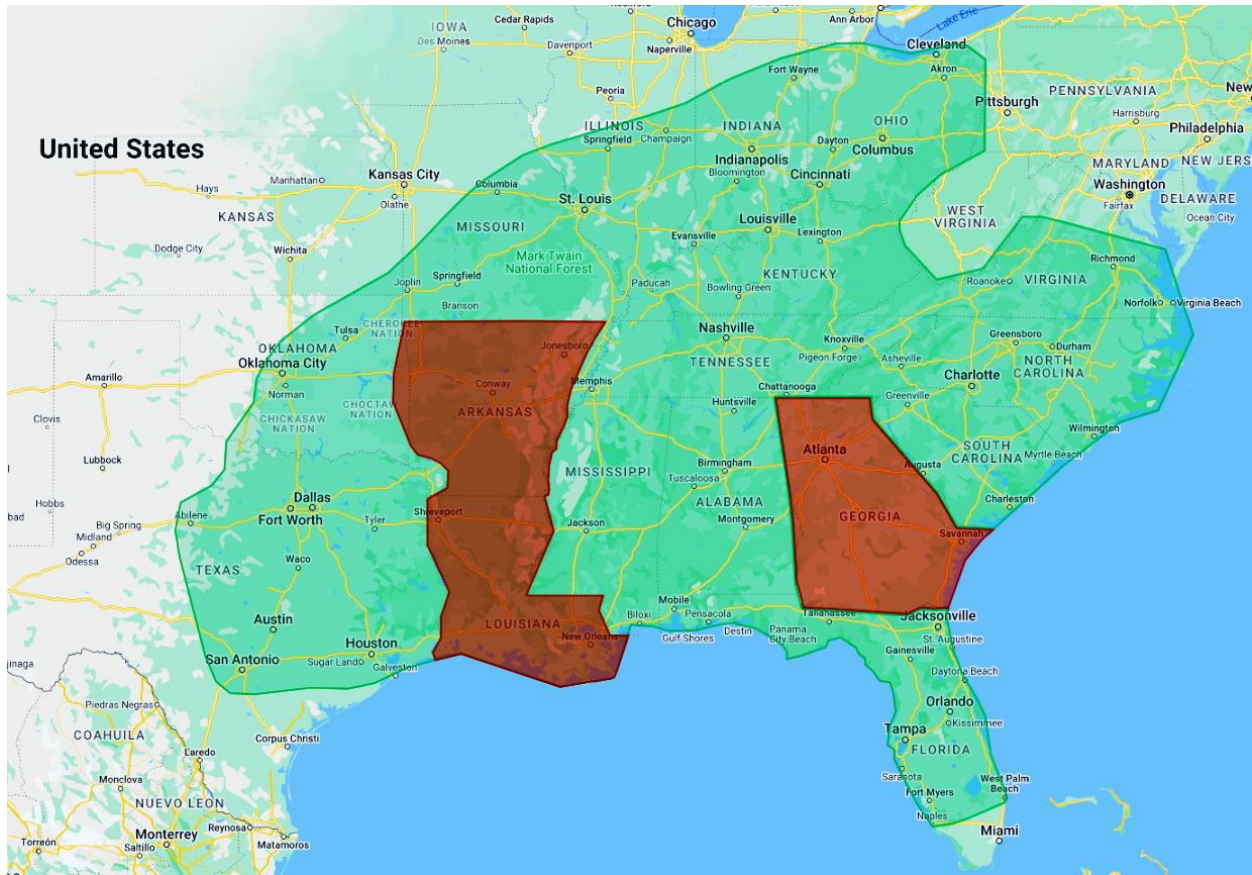 IOWA
Cedar Rapids
Des Moines
Davenport
Chicago
Naperville
Ann Arbor
Lake Erie
Cleveland
Akron
Fort Wayne
Peoria
PENNSYLVANIA
Pittsburgh
Harrisburg
New
Philadelphia
ILLINOIS
Springfield
Champaign
INDIANA
OHIO
Dayton
Columbus
Indianapolis
Bloomington
Cincinnati
MARYLAND
NEW JERS
Washington
Fairfax
DELAWARE
Ocean City
United States
Manhattan
Kansas City
Olathe
Hays
KANSAS
Columbia
St. Louis
MISSOURI
Louisville
Evansville
Lexington
WEST
VIRGINIA
Dodge City
Wichita
Mark Twain
National Forest
KENTUCKY
Richmond
VIRGINIA
Roanoke
Norfolk
Virginia Beach
Joplin
Springfield
Branson
Paducah
Bowling Green
Tulsa
CHEROKEE
NATION
Jonesboro
Nashville
TENNESSEE
Knoxville
Pigeon Forge
Asheville
Greensboro
Durham
NORTH
CAROLINA
OKLAHOMA
Oklahoma City
Norman
Amarillo
Conway
Memphis
Chattanooga
Charlotte
Greenville
CHICKASAW
NATION
CHOCTAW
NATION
ARKANSAS
Huntsville
Clovis
Lubbock
Atlanta
SOUTH
CAROLINA
Wilmington
Myrtle Beach
Augusta
MISSISSIPPI
Birmingham
Tuscaloosa
ALABAMA
Charleston
Hobbs
bad
Big Spring
Midland
Odessa
Abilene
Dallas
Fort Worth
Tyler
Shreveport
Jackson
Montgomery
GEORGIA
Savannah
TEXAS
Waco
Austin
Houston
Sugar Land
Galveston
San Antonio
LOUISIANA
New Orleans
Biloxi
Mobile
Pensacola
Gulf Shores
Destin
Panama
City Beach
Tallahassee
Jacksonville
St. Augustine
Gainesville
Daytona Beach
Orlando
Kissimmee
Tampa
FLORIDA
Sarasota
Fort Myers
Naples
West Palm
Beach
Miami
jinaga
Piedras Negras
COAHUILA
Laredo
Corpus Christi
Monclova
NUEVO LEON
Monterrey
Reynosa
Matamoros
Torreón
Saltillo